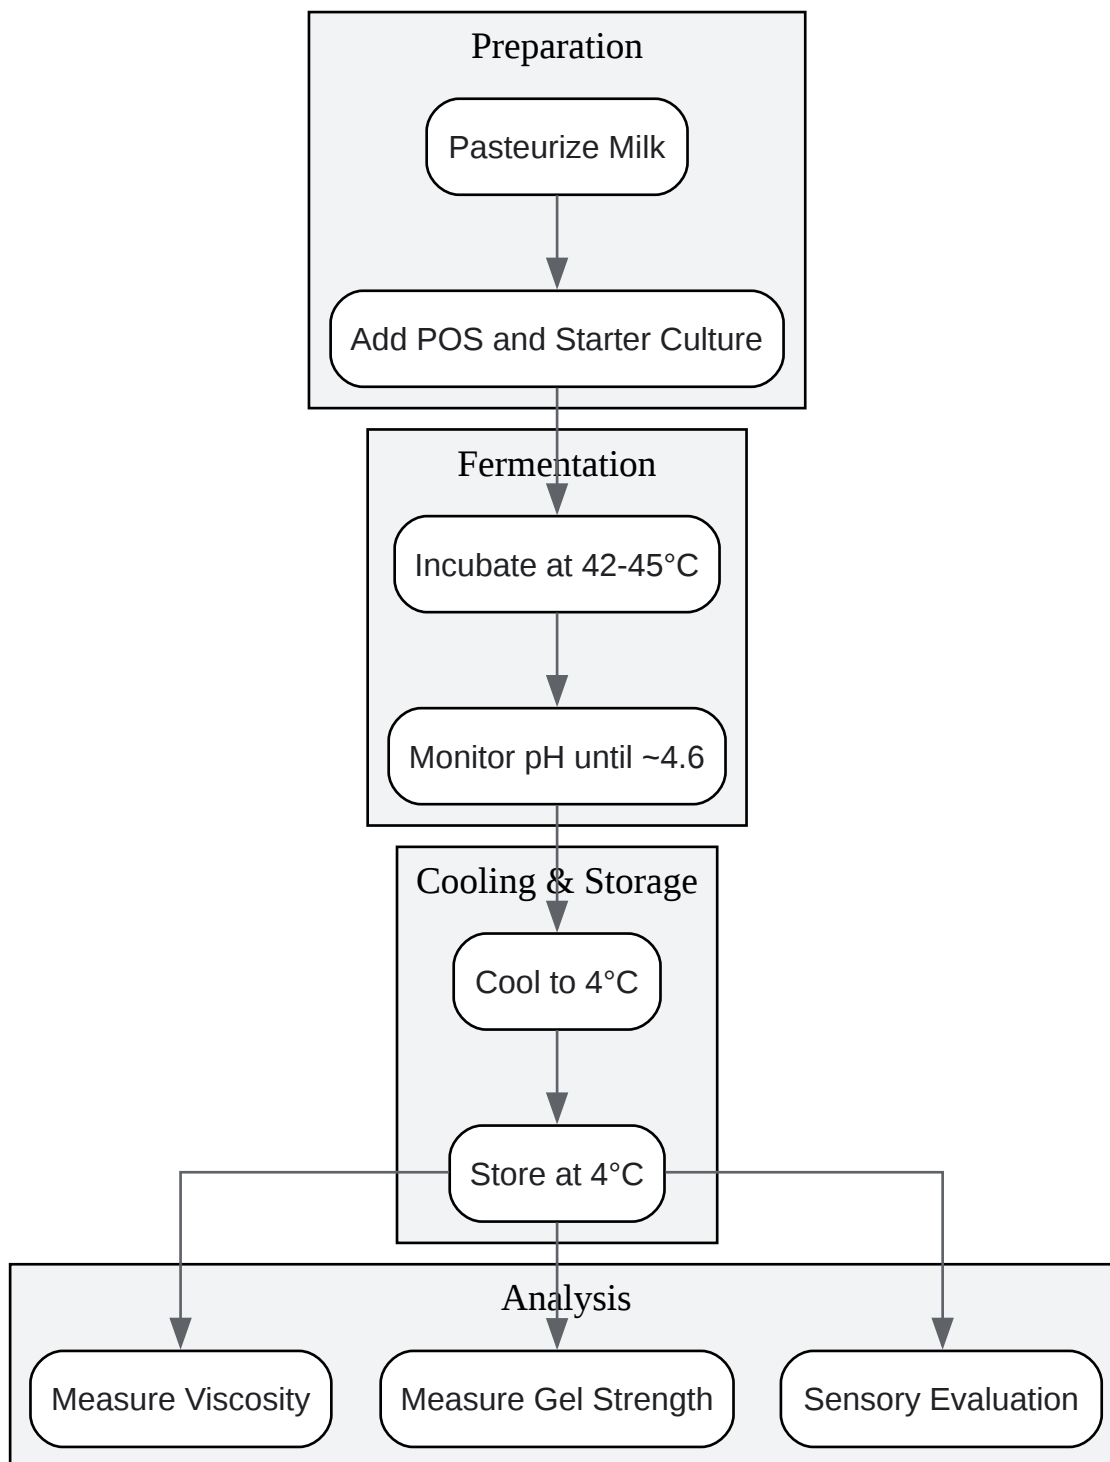 Preparation
Pasteurize Milk
Add POS and Starter Culture
Fermentation
Incubate at 42-45°C
Monitor pH until ~4.6
Cooling & Storage
Cool to 4°C
Store at 4°C
Analysis
Measure Viscosity
Measure Gel Strength
Sensory Evaluation